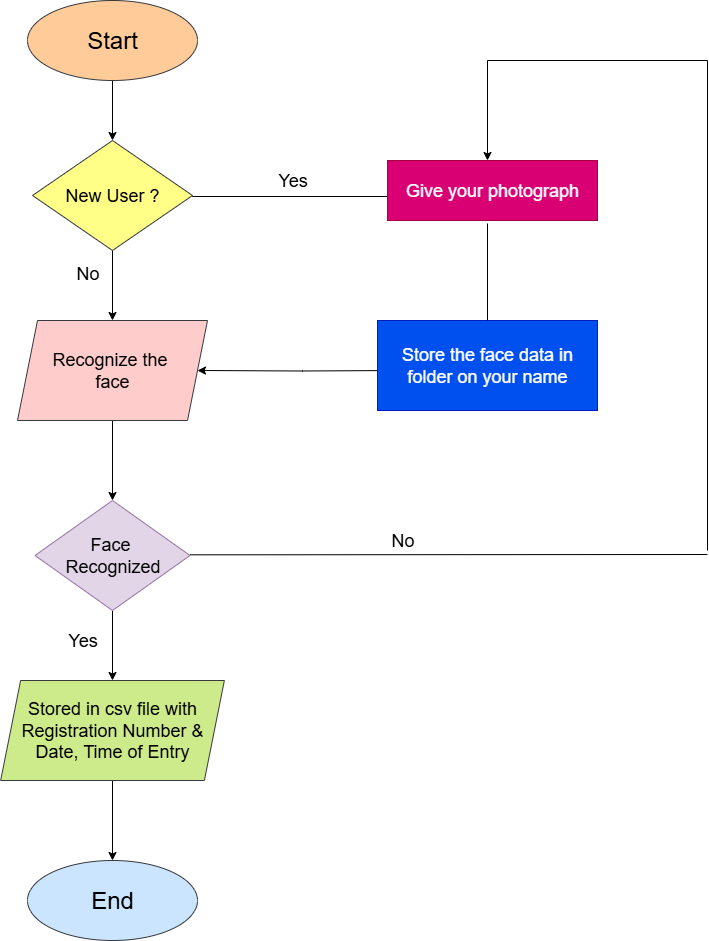 Start
New User ?
Yes
Give your photograph
No
Recognize the
face
Store the face data in
folder on your name
Face
Recognized
No
Yes
Stored in csv file with
Registration Number &
Date, Time of Entry
End